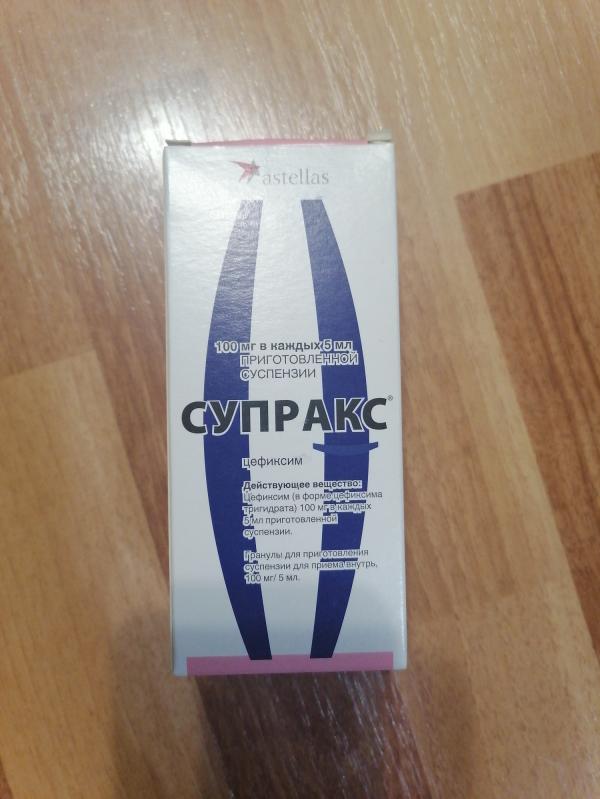 astellas
100 мг в каждых 5 мл
ПРИГОТОВЛЕННОЙ
СУСПЕНЗИИ
СУПРАКС®
цефиксим
Действующее вещество:
Цефиксим (в форме цефиксима
тригидрата) 100 мг в каждых
5 мл приготовленной
суспензии.
Гранулы для приготовления
суспензии для приема внутрь,
100 мг/ 5 мл.